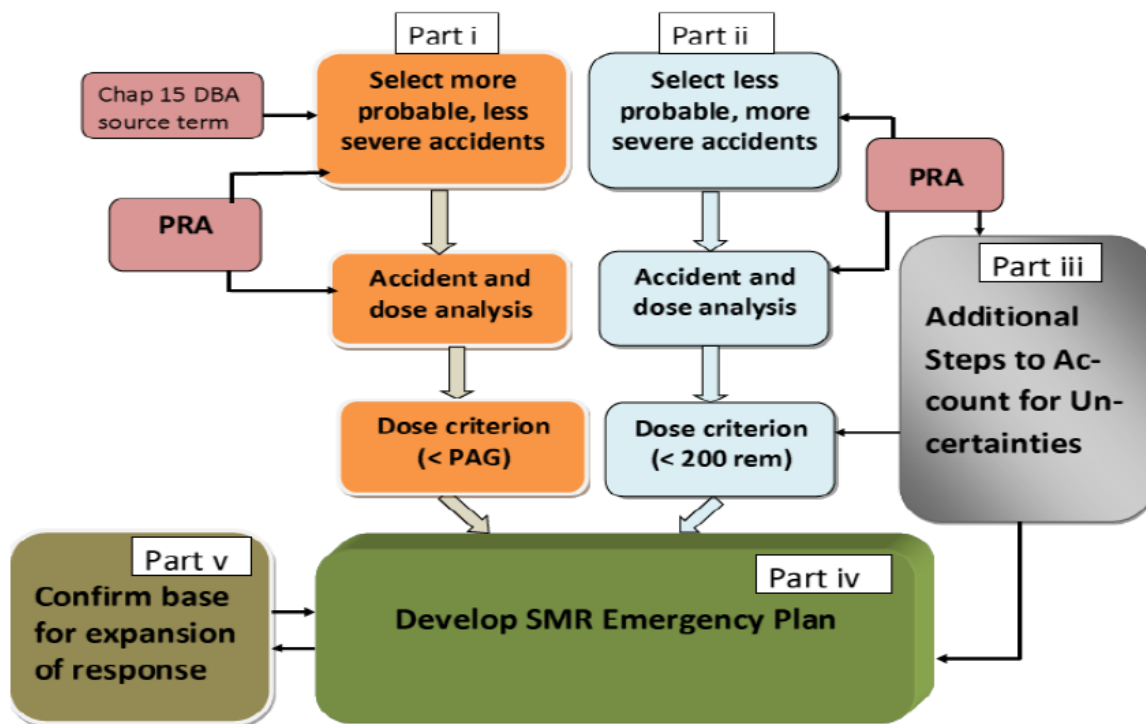 Part i
Select more
probable, less
severe accidents
Part ii
Select less
probable, more
severe accidents
Chap 15 DBA
source term
PRA
PRA
Accident and
dose analysis
Accident and
dose analysis
Part iii
Additional
Steps to Ac-
count for Un-
certainties
Dose criterion
(< PAG)
Dose criterion
(< 200 rem)
Part v
Confirm base
for expansion
of response
Part iv
Develop SMR Emergency Plan